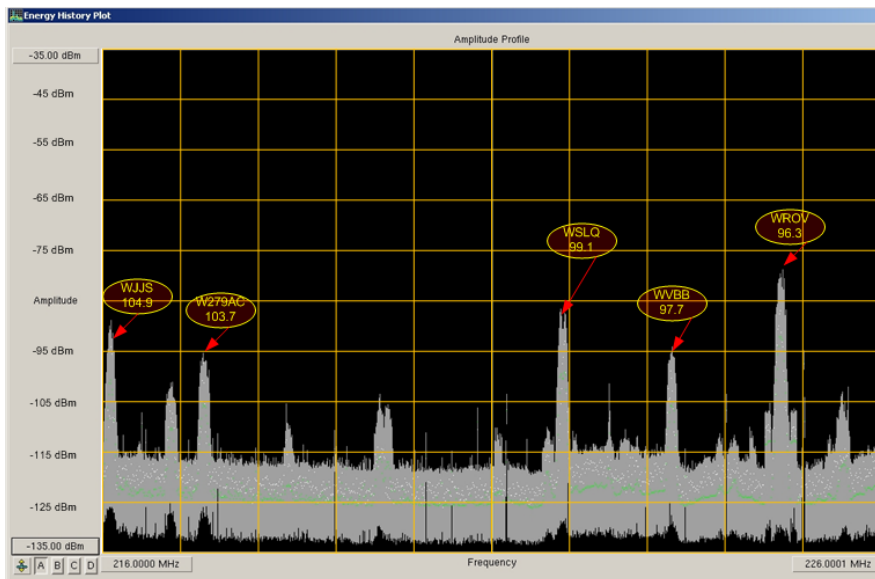 Energy History Plot
Amplitude Profile
-35.00 dBm
-45 dBm
-55 dBm
-65 dBm
-75 dBm
Amplitude
-95 dBm
-105 dBm
-115 dBm
-125 dBm
-135.00 dBm
WJJS
104.9
W279AC
103.7
WSLQ
99.1
WVBB
97.7
WROV
96.3
A B C D
216.0000 MHz
Frequency
226.0001 MHz